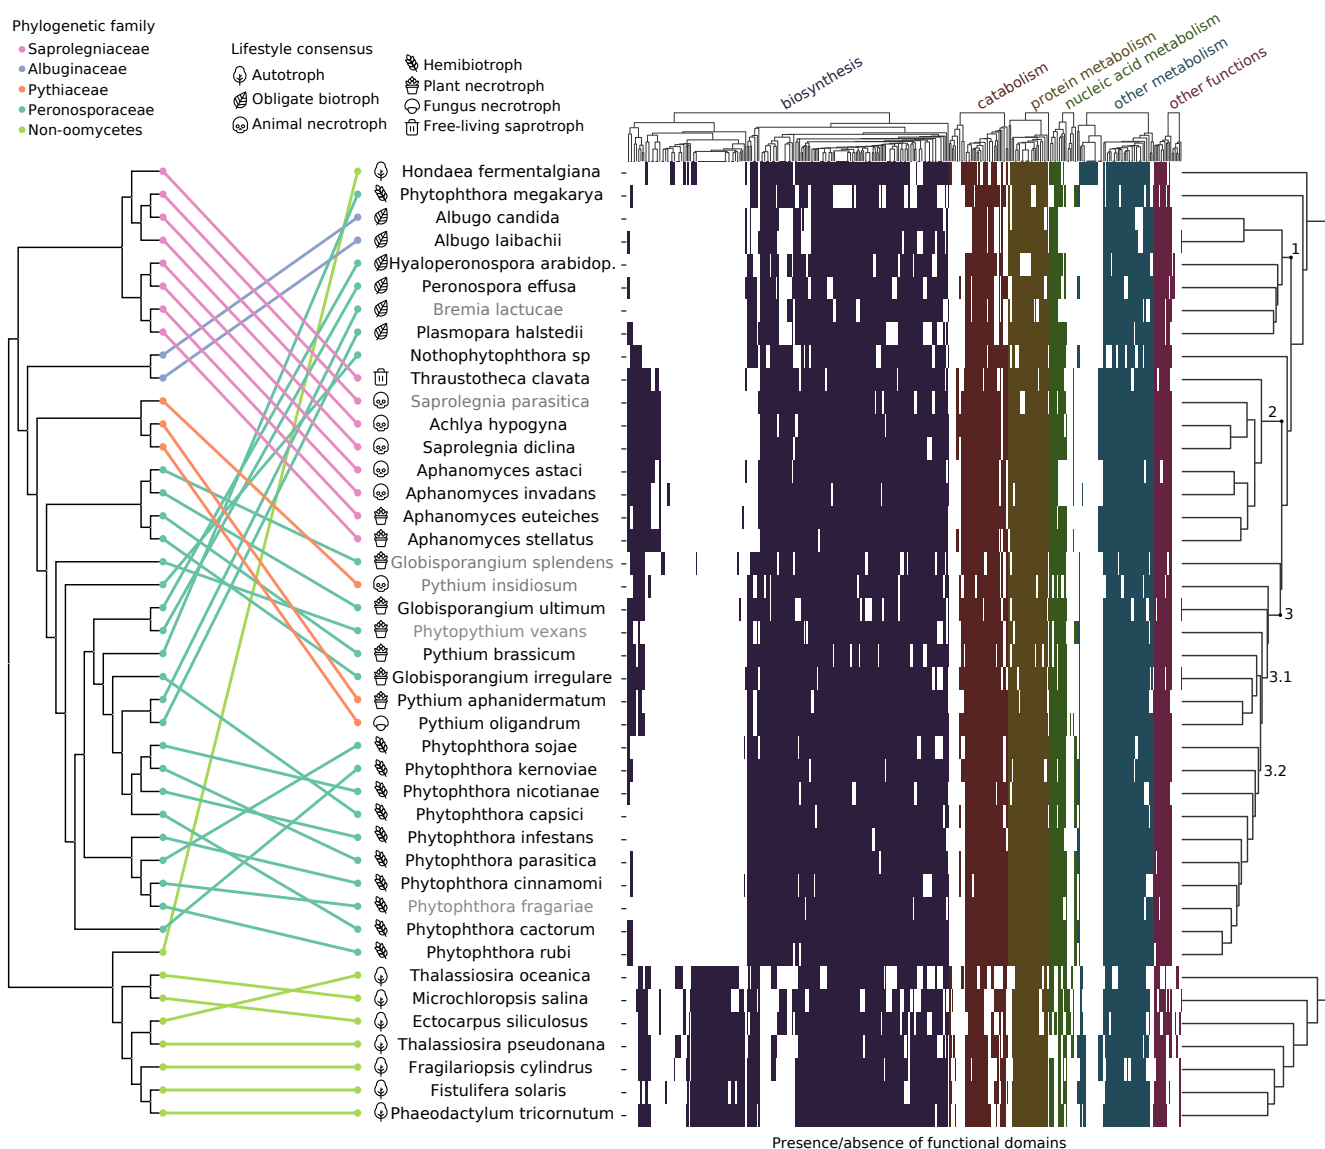 Phylogenetic family
Saprolegniaceae
Albuginaceae
Pythiaceae
Peronosporaceae
Non-oomycetes
Lifestyle consensus
Autotroph
Obligate biotroph
Animal necrotroph
Hemibiotroph
Plant necrotroph
Fungus necrotroph
Free-living saprotroph
biosynthesis
catabolism
protein metabolism
nucleic acid metabolism
other metabolism
other functions
Hondaea fermentalgiana
Phytophthora megakarya
Albugo candida
Albugo laibachii
Hyaloperonospora arabidop.
Peronospora effusa
Bremia lactucae
Plasmopara halstedii
Nothophytophthora sp
Thraustotheca clavata
Saprolegnia parasitica
Achlya hypogyna
Saprolegnia diclina
Aphanomyces astaci
Aphanomyces invadans
Aphanomyces euteiches
Aphanomyces stellatus
Globisporangium splendens
Pythium insidiosum
Globisporangium ultimum
Phytopythium vexans
Pythium brassicum
Globisporangium irregulare
Pythium aphanidermatum
Pythium oligandrum
Phytophthora sojae
Phytophthora kernoviae
Phytophthora nicotianae
Phytophthora capsici
Phytophthora infestans
Phytophthora parasitica
Phytophthora cinnamomi
Phytophthora fragariae
Phytophthora cactorum
Phytophthora rubi
Thalassiosira oceanica
Microchloropsis salina
Ectocarpus siliculosus
Thalassiosira pseudonana
Fragilariopsis cylindrus
Fistulifera solaris
Phaeodactylum tricornutum
1
2
3
3.1
3.2
Presence/absence of functional domains